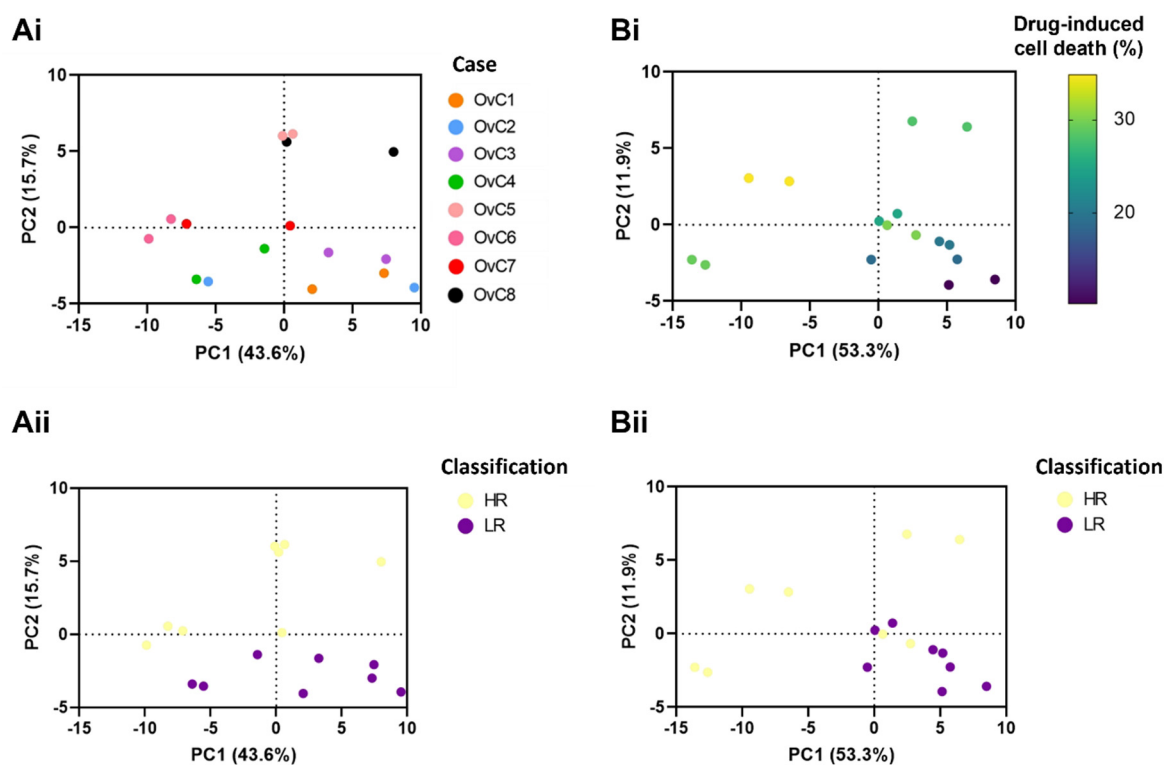 Ai
10
5
0
-5
-15
-10
-5
0
5
10
PC2 (15.7%)
PC1 (43.6%)
Case
OvC1
OvC2
OvC3
OvC4
OvC5
OvC6
OvC7
OvC8
Bi
10
5
0
-5
-15
-10
-5
0
5
10
PC2 (11.9%)
PC1 (53.3%)
Drug-induced
cell death (%)
30
20
Aii
10
5
0
-5
-15
-10
-5
0
5
10
PC2 (15.7%)
PC1 (43.6%)
Classification
HR
LR
Bii
10
5
0
-5
-15
-10
-5
0
5
10
PC2 (11.9%)
PC1 (53.3%)
Classification
HR
LR